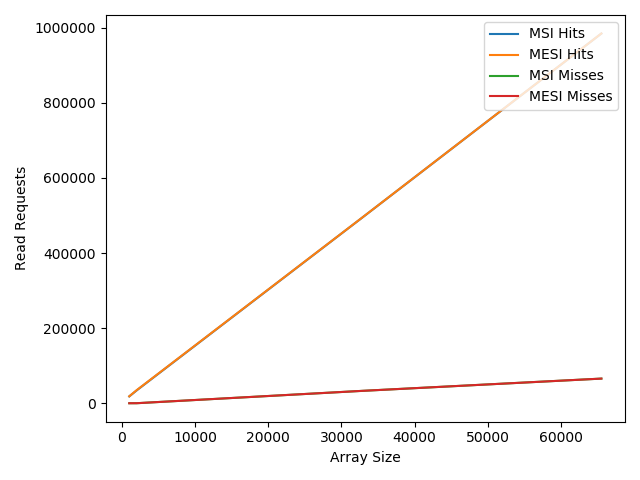 MSI Hits
MESI Hits
MSI Misses
MESI Misses
1000000
800000
600000
400000
200000
0
Read Requests
0 10000 20000 30000 40000 50000 60000
Array Size